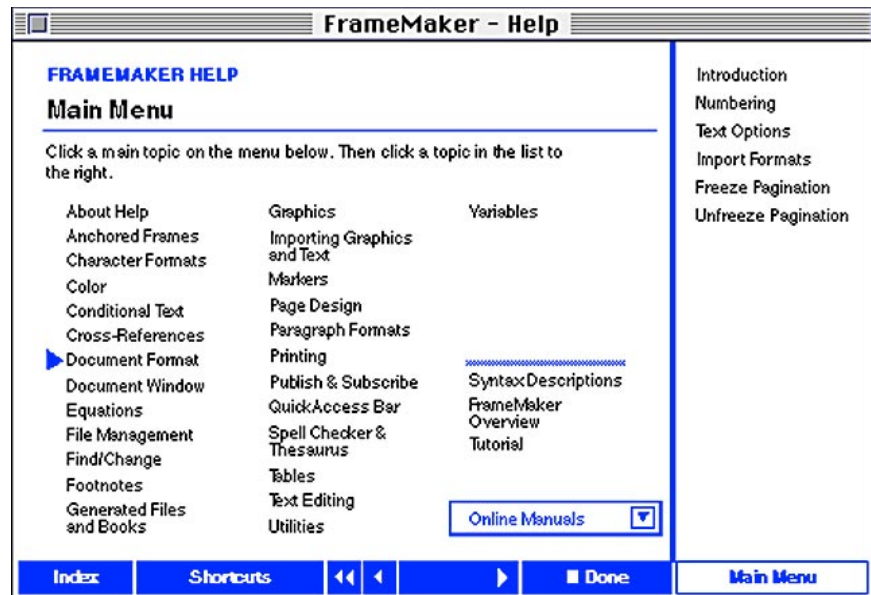 FrameMaker - Help
FRAMEMAKER HELP
Main Menu
Click a main topic on the menu below. Then click a topic in the list to
the right.
About Help
Anchored Frames
Character Formats
Color
Conditional Text
Cross-References
Document Format
Document Window
Equations
File Management
Find/Change
Footnotes
Generated Files
and Books
Graphics
Importing Graphics
and Text
Markers
Page Design
Paragraph Formats
Printing
Publish & Subscribe
QuickAccess Bar
Spell Checker &
Thesaurus
Tables
Text Editing
Utilities
Variables
Syntax Descriptions
FrameMaker
Overview
Tutorial
Online Manuals
Introduction
Numbering
Text Options
Import Formats
Freeze Pagination
Unfreeze Pagination
Index
Shortcuts
Done
Main Menu